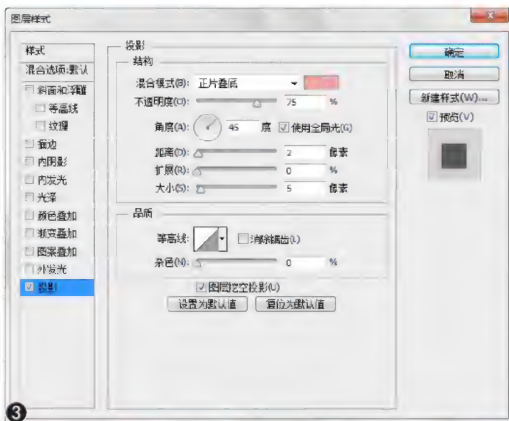 图层样式
样式
混合选项:默认
斜面和浮雕
等高线
纹理
描边
内阴影
内发光
光泽
颜色叠加
渐变叠加
图案叠加
外发光
投影
投影
结构
混合模式(B): 正片叠底
不透明度(O): 75 %
角度(A): 45 度 使用全局光(G)
距离(D): 2 像素
扩展(R): 0 %
大小(S): 5 像素
品质
等高线: 消除锯齿(L)
杂色(N): 0 %
图层挖空投影(U)
设置为默认值 复位为默认值
确定
取消
新建样式(W)...
预览(V)
3